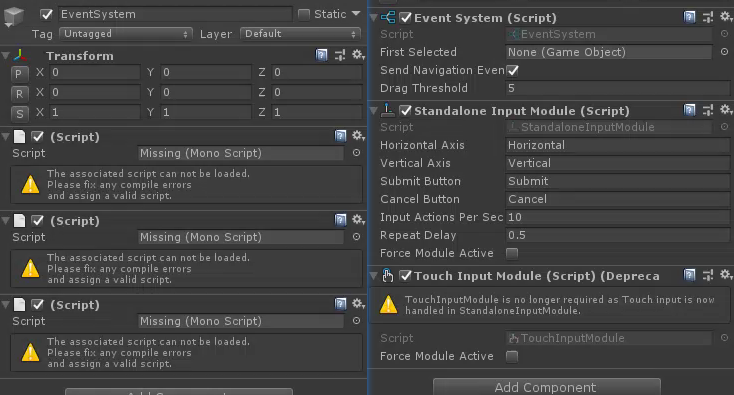 EventSystem
Static
Tag Untagged Layer Default
Transform
P X 0 Y 0 Z 0
R X 0 Y 0 Z 0
S X 1 Y 1 Z 1
(Script)
Script Missing (Mono Script)
The associated script can not be loaded.
Please fix any compile errors
and assign a valid script.
(Script)
Script Missing (Mono Script)
The associated script can not be loaded.
Please fix any compile errors
and assign a valid script.
(Script)
Script Missing (Mono Script)
The associated script can not be loaded.
Please fix any compile errors
and assign a valid script.
Add Component
Event System (Script)
Script EventSystem
First Selected None (Game Object)
Send Navigation Even
Drag Threshold 5
Standalone Input Module (Script)
Script StandaloneInputModule
Horizontal Axis Horizontal
Vertical Axis Vertical
Submit Button Submit
Cancel Button Cancel
Input Actions Per Sec 10
Repeat Delay 0.5
Force Module Active
Touch Input Module (Script) (Depreca
TouchInputModule is no longer required as Touch input is now
handled in StandaloneInputModule.
Script TouchInputModule
Force Module Active
Add Component